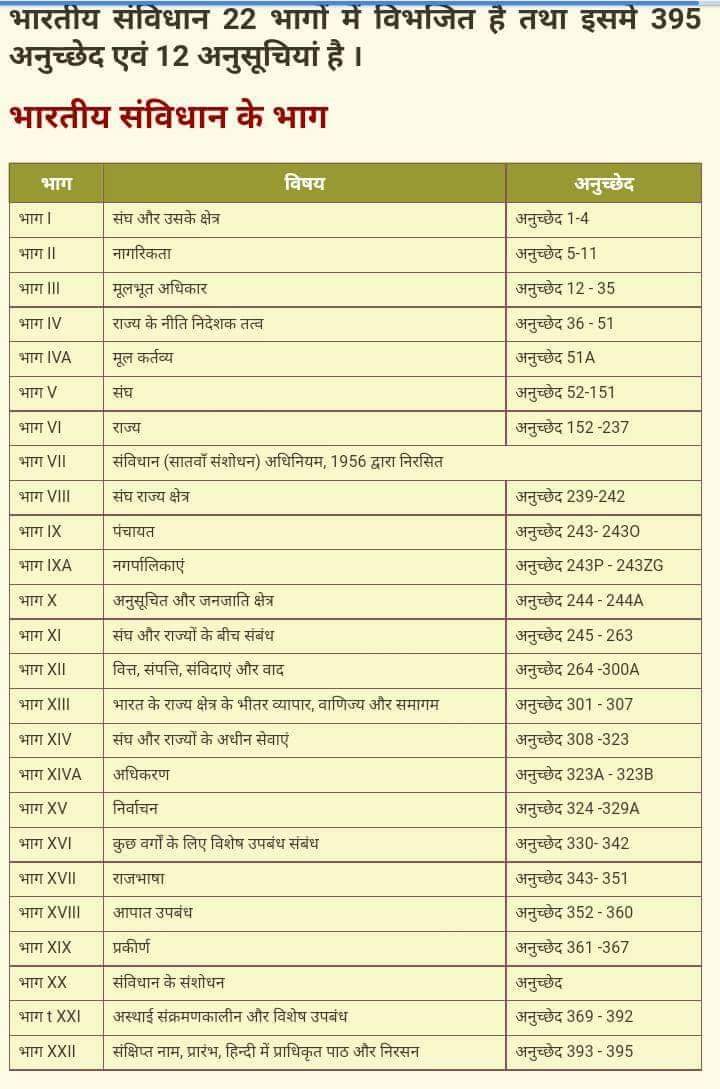 भारतीय संविधान 22 भागों में विभजित है तथा इसमे 395
अनुच्छेद एवं 12 अनुसूचियां है ।
भारतीय संविधान के भाग
भाग विषय अनुच्छेद
भाग I संघ और उसके क्षेत्र अनुच्छेद 1-4
भाग II नागरिकता अनुच्छेद 5-11
भाग III मूलभूत अधिकार अनुच्छेद 12 - 35
भाग IV राज्य के नीति निदेशक तत्व अनुच्छेद 36 - 51
भाग IVA मूल कर्तव्य अनुच्छेद 51A
भाग V संघ अनुच्छेद 52-151
भाग VI राज्य अनुच्छेद 152 -237
भाग VII संविधान (सातवाँ संशोधन) अधिनियम, 1956 द्वारा निरसित
भाग VIII संघ राज्य क्षेत्र अनुच्छेद 239-242
भाग IX पंचायत अनुच्छेद 243- 243O
भाग IXA नगर्पालिकाएं अनुच्छेद 243P - 243ZG
भाग X अनुसूचित और जनजाति क्षेत्र अनुच्छेद 244 - 244A
भाग XI संघ और राज्यों के बीच संबंध अनुच्छेद 245 - 263
भाग XII वित्त, संपत्ति, संविदाएं और वाद अनुच्छेद 264 -300A
भाग XIII भारत के राज्य क्षेत्र के भीतर व्यापार, वाणिज्य और समागम अनुच्छेद 301 - 307
भाग XIV संघ और राज्यों के अधीन सेवाएं अनुच्छेद 308 -323
भाग XIVA अधिकरण अनुच्छेद 323A - 323B
भाग XV निर्वाचन अनुच्छेद 324 -329A
भाग XVI कुछ वर्गों के लिए विशेष उपबंध संबंध अनुच्छेद 330- 342
भाग XVII राजभाषा अनुच्छेद 343- 351
भाग XVIII आपात उपबंध अनुच्छेद 352 - 360
भाग XIX प्रकीर्ण अनुच्छेद 361 -367
भाग XX संविधान के संशोधन अनुच्छेद
भाग t XXI अस्थाई संक्रमणकालीन और विशेष उपबंध अनुच्छेद 369 - 392
भाग XXII संक्षिप्त नाम, प्रारंभ, हिन्दी में प्राधिकृत पाठ और निरसन अनुच्छेद 393 - 395